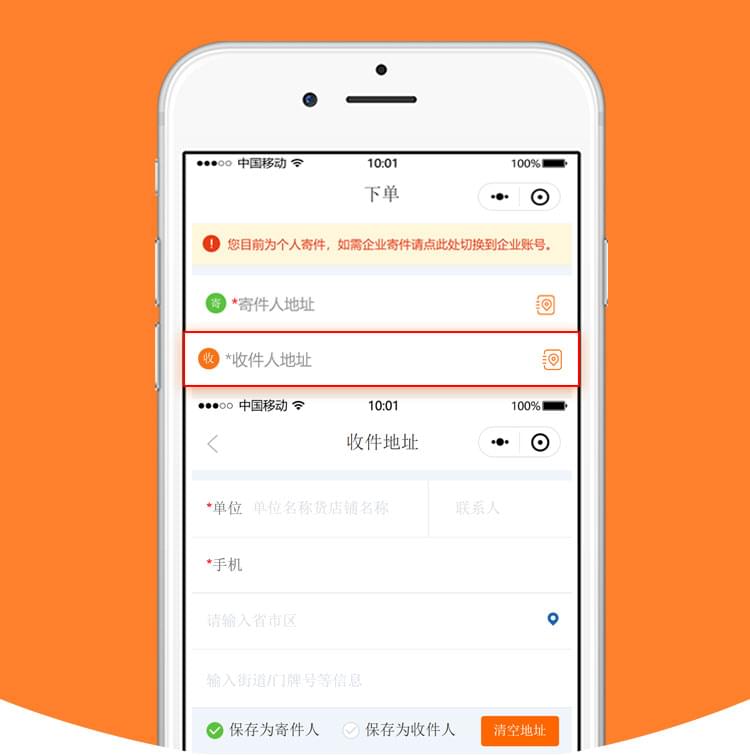 中国移动 10:01 100%
下单
! 您目前为个人寄件，如需企业寄件请点此处切换到企业账号。
寄 *寄件人地址
收 *收件人地址
中国移动 10:01 100%
收件地址
*单位 单位名称货店铺名称 联系人
*手机
请输入省市区
输入街道/门牌号等信息
保存为寄件人 保存为收件人 清空地址